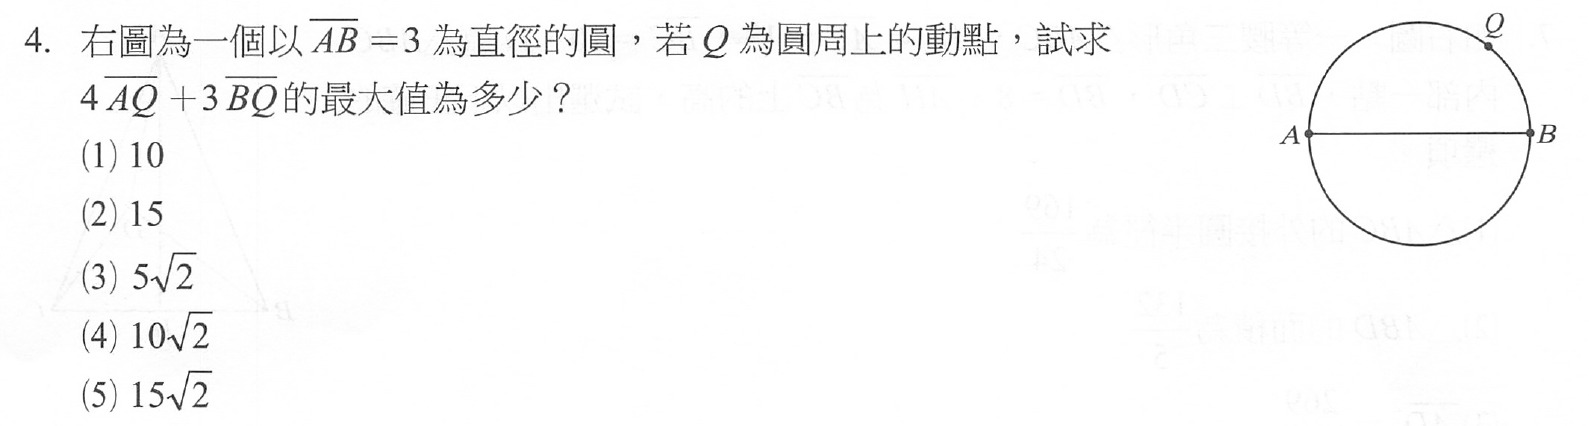 4. 右圖為一個以 $\overline{AB}=3$ 為直徑的圓，若 Q 為圓周上的動點，試求
$4\overline{AQ}+3\overline{BQ}$ 的最大值為多少？
(1) 10
(2) 15
(3) $5\sqrt{2}$
(4) $10\sqrt{2}$
(5) $15\sqrt{2}$
Q
A B